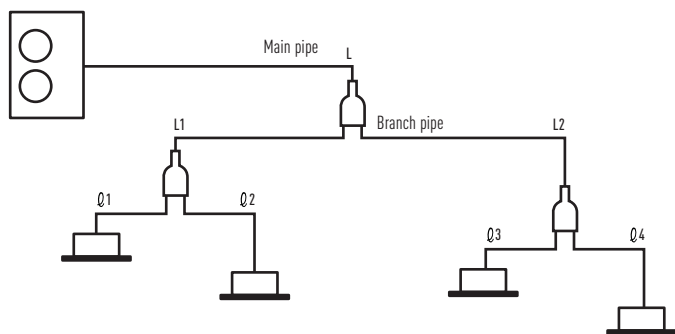 Main pipe L
Branch pipe
L1 L2
ℓ1 ℓ2
ℓ3 ℓ4